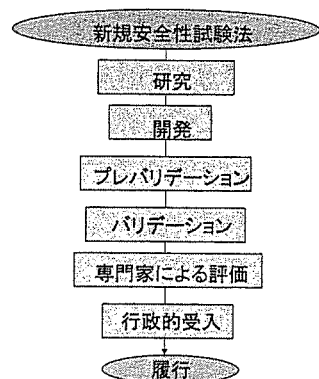 新規安全性試験法
研究
開発
プレバリデーション
バリデーション
専門家による評価
行政的受入
履行